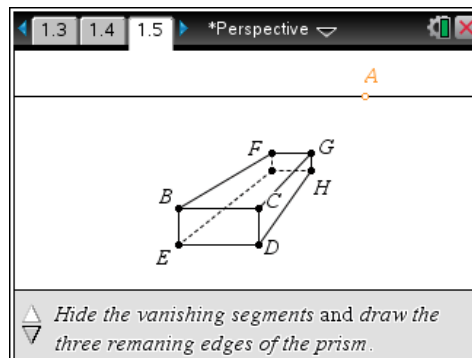 1.3 1.4 1.5 *Perspective
A
F G
B C H
E D
Hide the vanishing segments and draw the
three remaning edges of the prism.